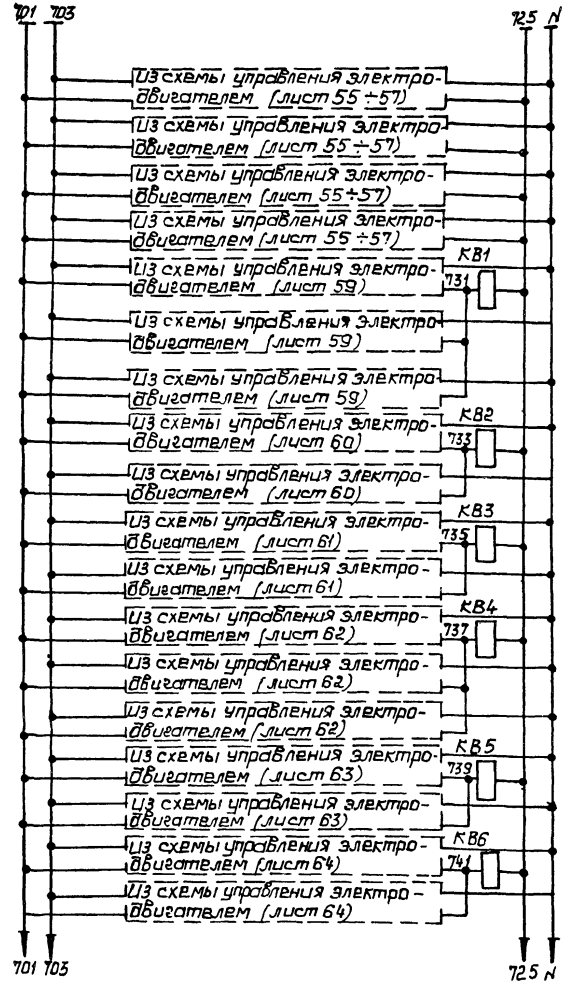 701 703 725 N
Из схемы управления электро-
двигателем (лист 55÷57)
Из схемы управления электро-
двигателем (лист 55÷57)
Из схемы управления электро-
двигателем (лист 55÷57)
Из схемы управления электро-
двигателем (лист 55÷57)
КВ1
Из схемы управления электро-
двигателем (лист 59) 731
Из схемы управления электро-
двигателем (лист 59)
Из схемы управления электро-
двигателем (лист 59)
КВ2
Из схемы управления электро-
двигателем (лист 60) 733
Из схемы управления электро-
двигателем (лист 60)
КВ3
Из схемы управления электро-
двигателем (лист 61) 735
Из схемы управления электро-
двигателем (лист 61)
КВ4
Из схемы управления электро-
двигателем (лист 62) 737
Из схемы управления электро-
двигателем (лист 62)
Из схемы управления электро-
двигателем (лист 62)
КВ5
Из схемы управления электро-
двигателем (лист 63) 739
Из схемы управления электро-
двигателем (лист 63)
КВ6
Из схемы управления электро-
двигателем (лист 64) 741
Из схемы управления электро-
двигателем (лист 64)
701 703 725 N